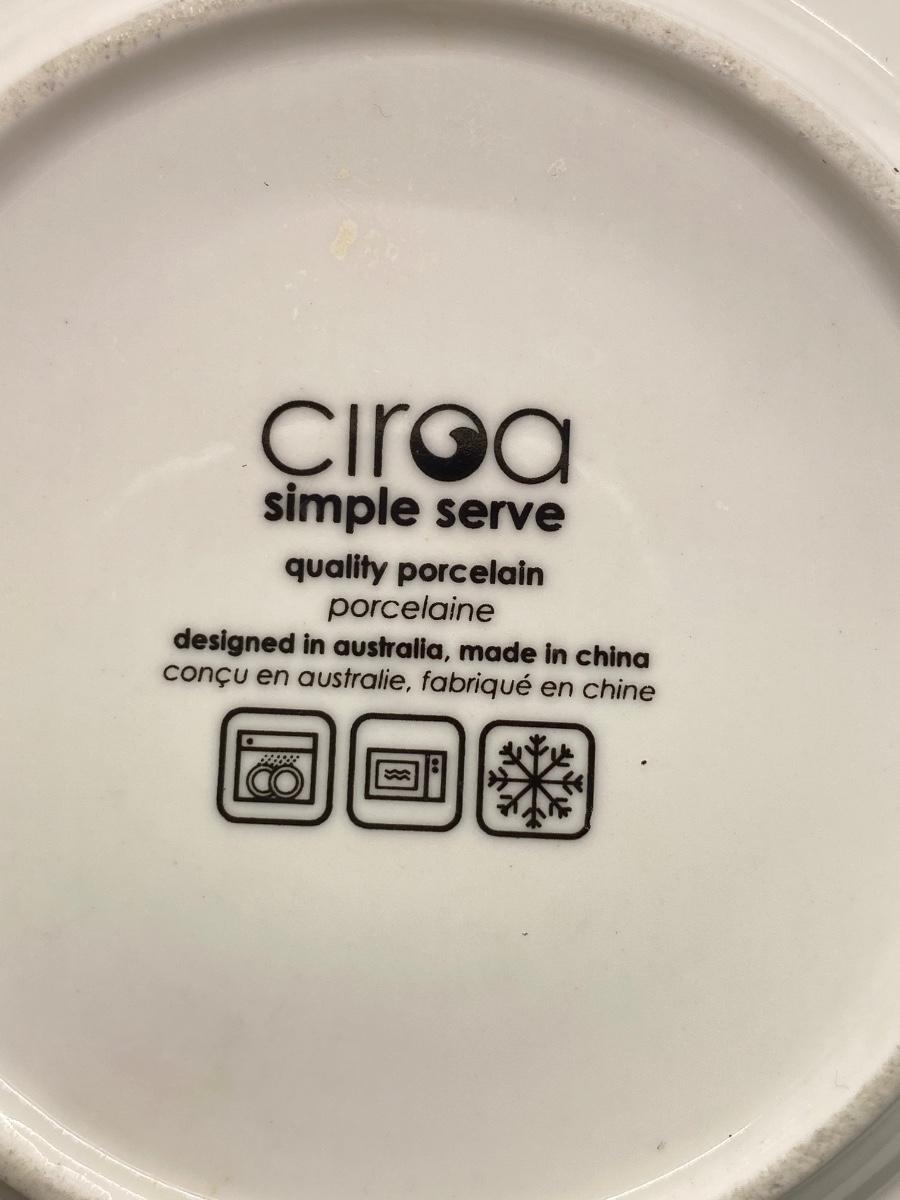 ciroa
simple serve
quality porcelain
porcelaine
designed in australia, made in china
conçu en australie, fabriqué en chine